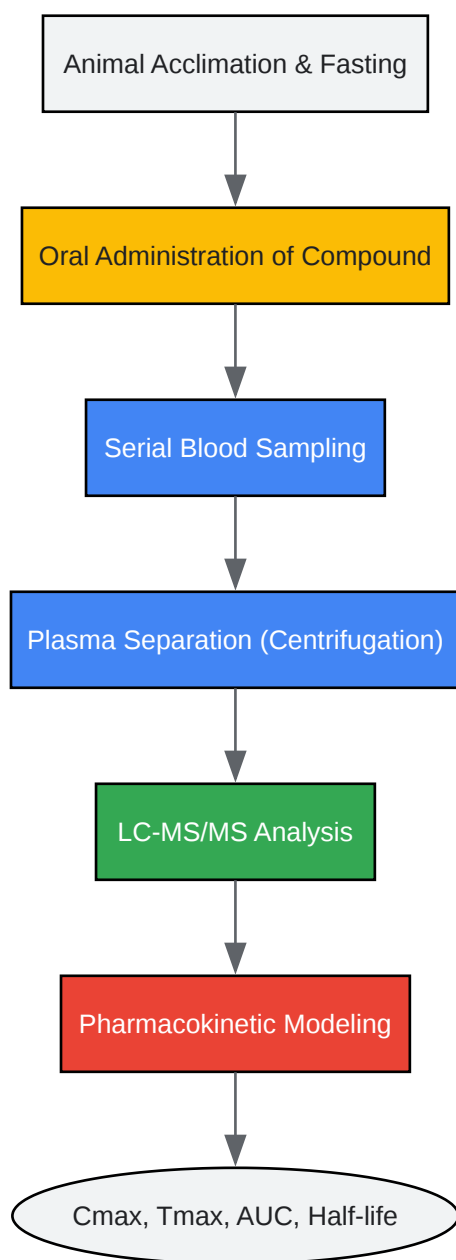 Animal Acclimation & Fasting
Oral Administration of Compound
Serial Blood Sampling
Plasma Separation (Centrifugation)
LC-MS/MS Analysis
Pharmacokinetic Modeling
Cmax, Tmax, AUC, Half-life